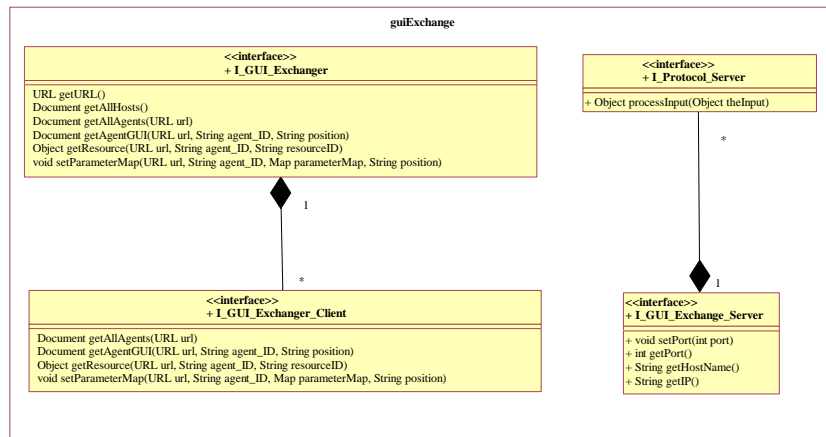 guiExchange
<<interface>>
+ I_GUI_Exchanger
URL getURL()
Document getAllHosts()
Document getAllAgents(URL url)
Document getAgentGUI(URL url, String agent_ID, String position)
Object getResource(URL url, String agent_ID, String resourceID)
void setParameterMap(URL url, String agent_ID, Map parameterMap, String position)
1
*
<<interface>>
+ I_GUI_Exchanger_Client
Document getAllAgents(URL url)
Document getAgentGUI(URL url, String agent_ID, String position)
Object getResource(URL url, String agent_ID, String resourceID)
void setParameterMap(URL url, String agent_ID, Map parameterMap, String position)
<<interface>>
+ I_Protocol_Server
+ Object processInput(Object theInput)
*
1
<<interface>>
+ I_GUI_Exchange_Server
+ void setPort(int port)
+ int getPort()
+ String getHostName()
+ String getIP()